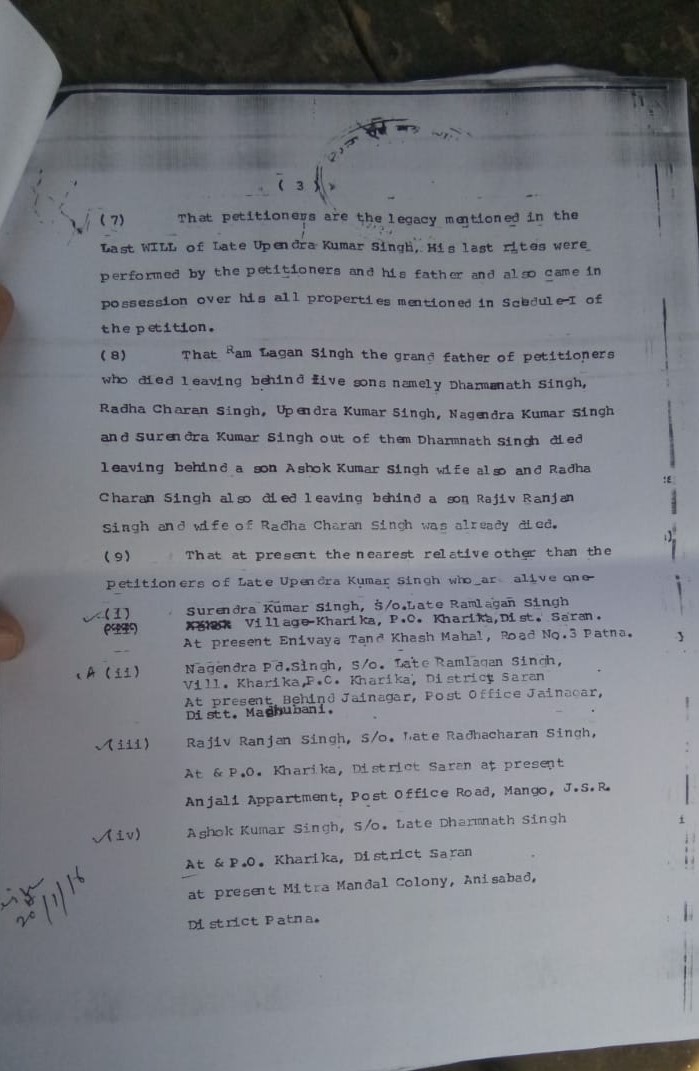 ( 3 )
(7) That petitioners are the legacy mentioned in the
Last WILL of Late Upendra Kumar Singh, His last rites were
performed by the petitioners and his father and also came in
possession over his all properties mentioned in Schdule-I of
the petition.
(8) That Ram Lagan Singh the grand father of petitioners
who died leaving behind five sons namely Dharmanath Singh,
Radha Charan Singh, Upendra Kumar Singh, Nagendra Kumar Singh
and Surendra Kumar Singh out of them Dharmnath Singh died
leaving behind a son Ashok Kumar Singh wife also and Radha
Charan Singh also died leaving behind a son Rajiv Ranjan
Singh and wife of Radha Charan Singh was already died.
(9) That at present the nearest relative other than the
petitioners of Late Upendra Kumar Singh who ar alive one-
(i) Surendra Kumar Singh, S/o.Late Ramlagan Singh
Village-Kharika, P.O. Kharika,Dist. Saran.
At present Enivaya Tand Khash Mahal, Road No.3 Patna.
(ii) Nagendra Pd.Singh, S/o. Late Ramlagan Singh,
Vill. Kharika,P.O. Kharika, District Saran
At present Behind Jainagar, Post Office Jainagar,
Distt. Madhubani.
(iii) Rajiv Ranjan Singh, S/o. Late Radhacharan Singh,
At & P.O. Kharika, District Saran at present
Anjali Appartment, Post Office Road, Mango, J.S.R.
(iv) Ashok Kumar Singh, S/o. Late Dharmnath Singh
At & P.O. Kharika, District Saran
at present Mitra Mandal Colony, Anisabad,
District Patna.
20/1/16